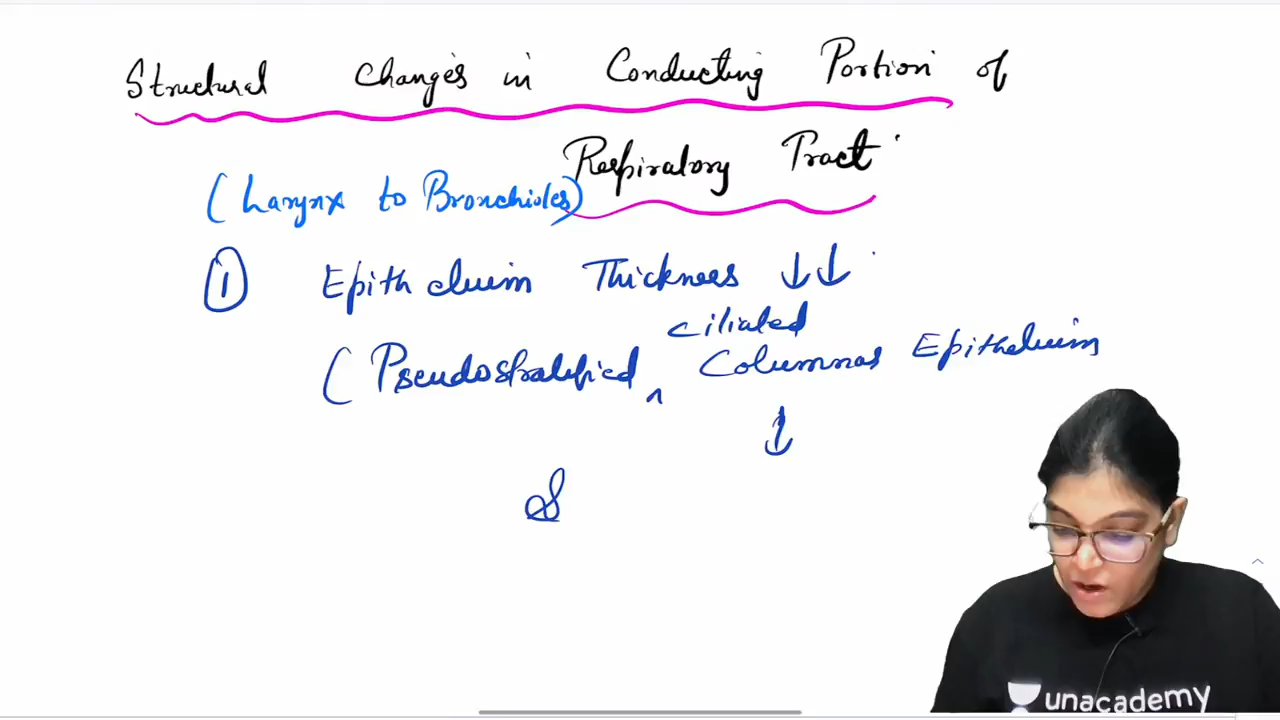 Structural Changes in Conducting Portion of
Respiratory Tract
(Larynx to Bronchioles)
① Epithelium Thickness ↓↓
ciliated
(Pseudostratified ^ Columnar Epithelium
↓
S
unacademy